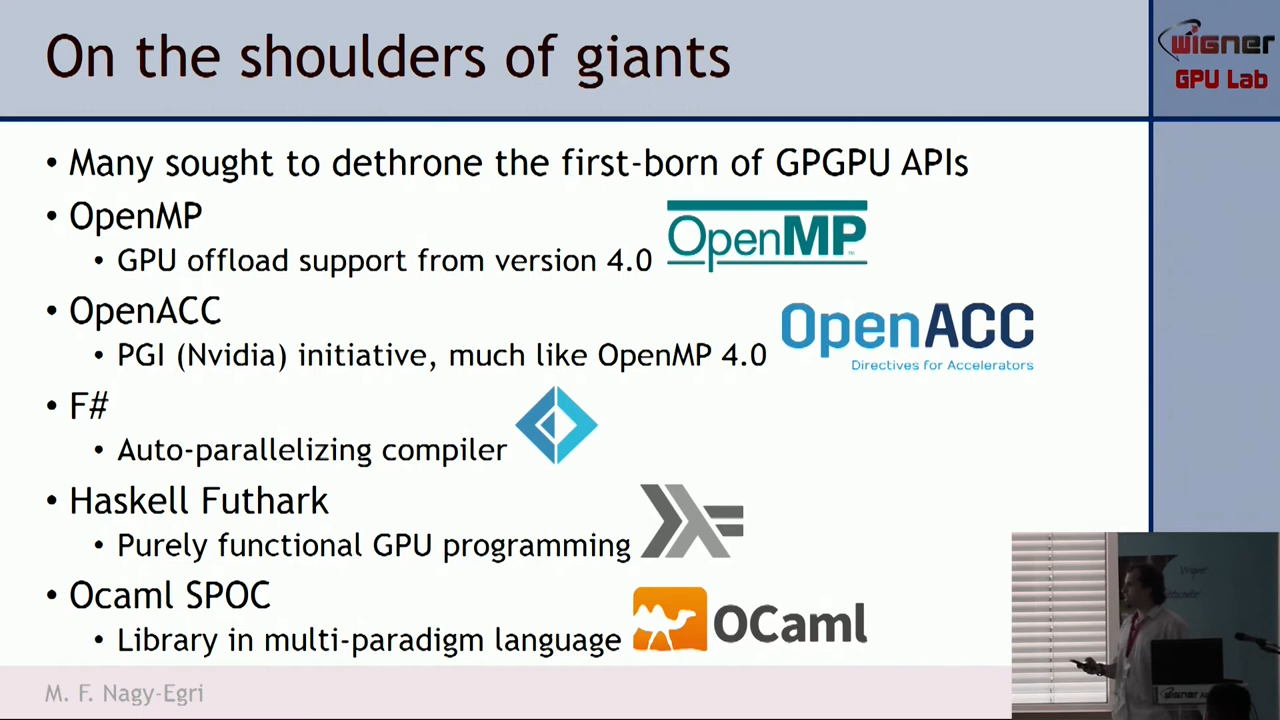 On the shoulders of giants
wigner
GPU Lab
• Many sought to dethrone the first-born of GPGPU APIs
• OpenMP
OpenMP
• GPU offload support from version 4.0
• OpenACC
OpenACC
Directives for Accelerators
• PGI (Nvidia) initiative, much like OpenMP 4.0
• F#
• Auto-parallelizing compiler
• Haskell Futhark
• Purely functional GPU programming
• Ocaml SPOC
OCaml
• Library in multi-paradigm language
M. F. Nagy-Egri
Wigner
wigner